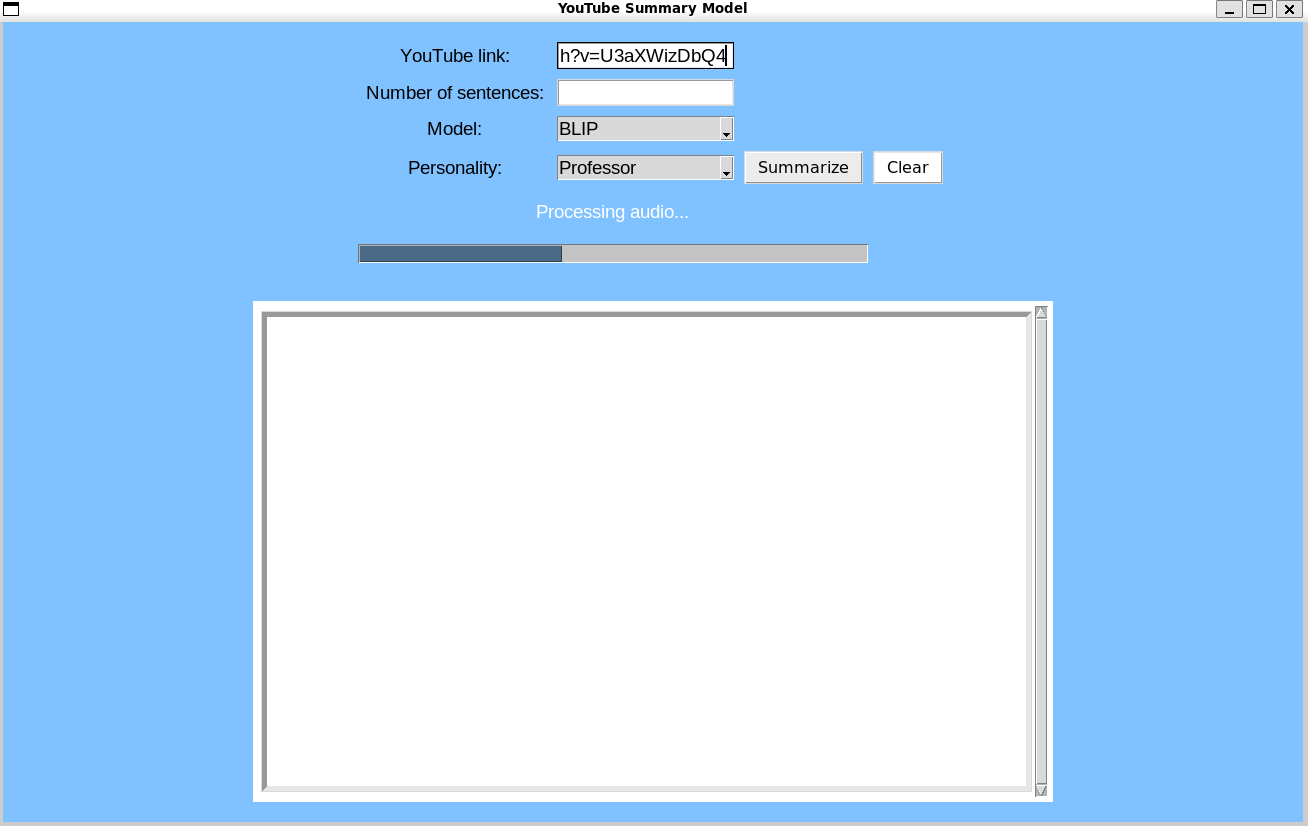 YouTube Summary Model
YouTube link: h?v=U3aXWizDbQ4
Number of sentences:
Model: BLIP
Personality: Professor Summarize Clear
Processing audio...